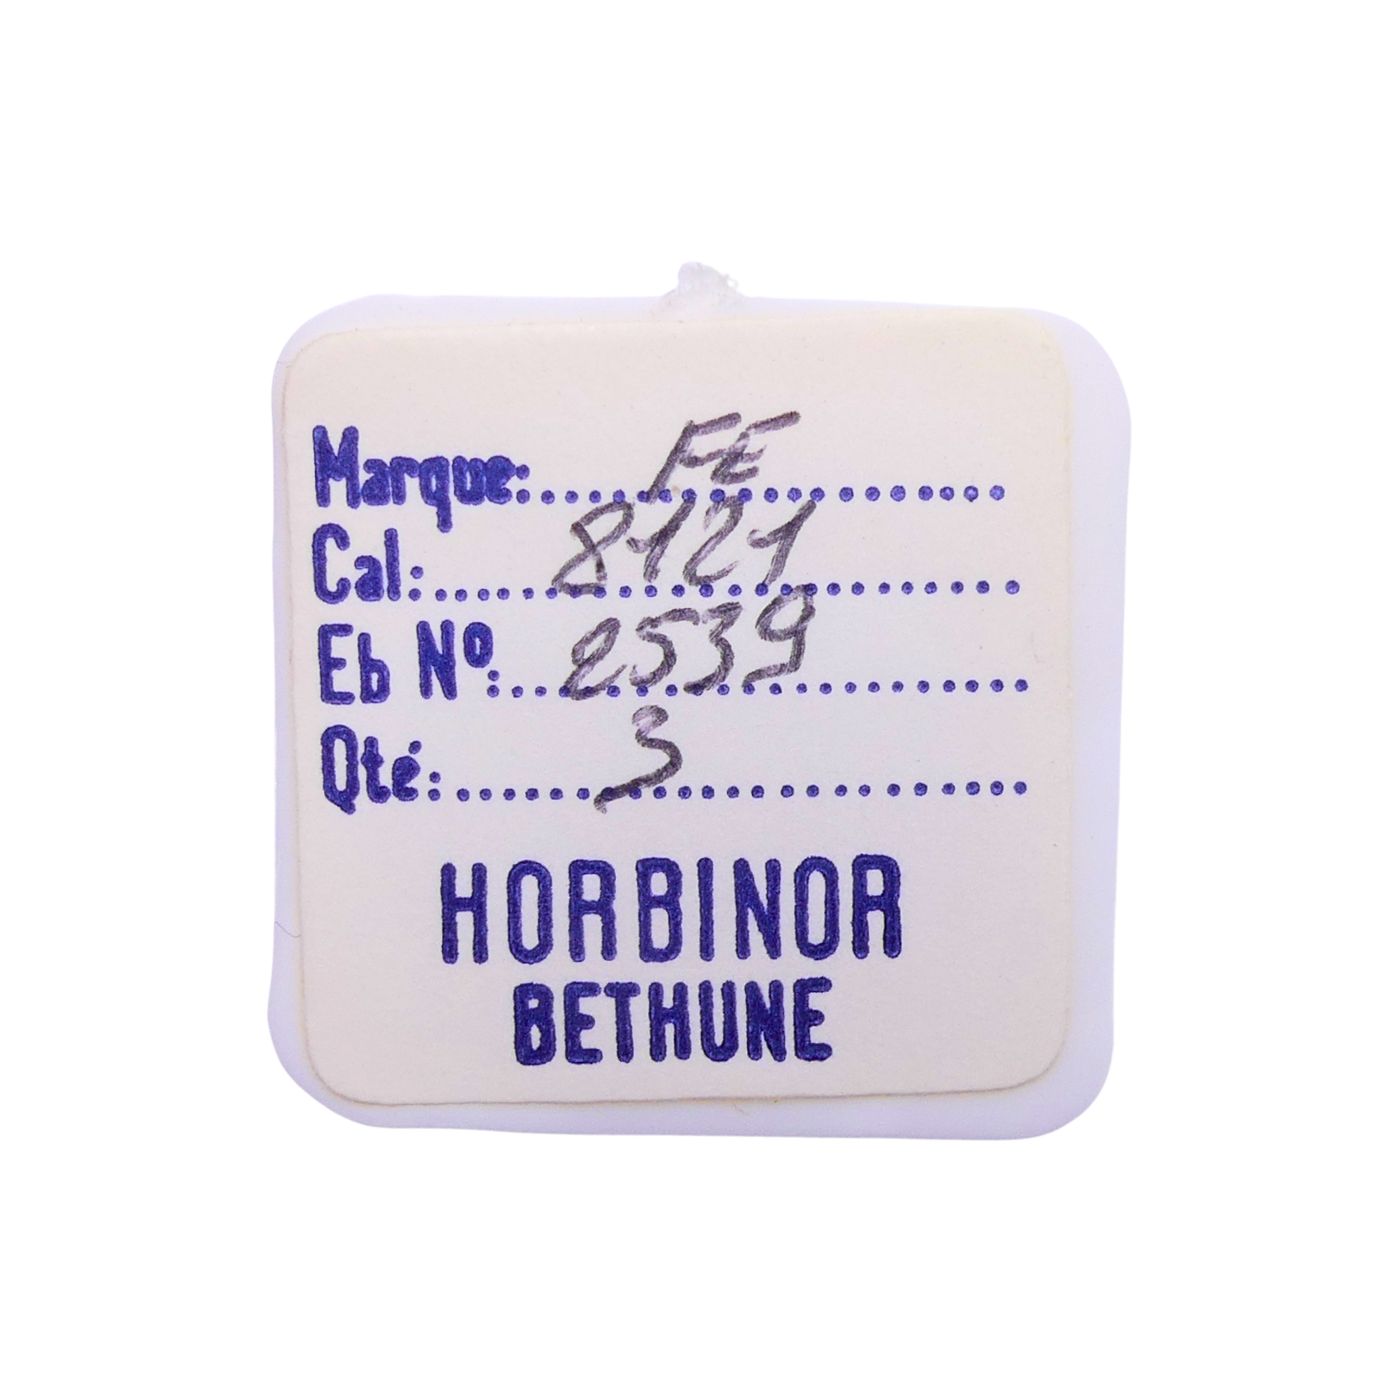 Marque: FE
Cal: 8121
Eb Nº: 2539
Qté: 3
HORBINOR
BETHUNE